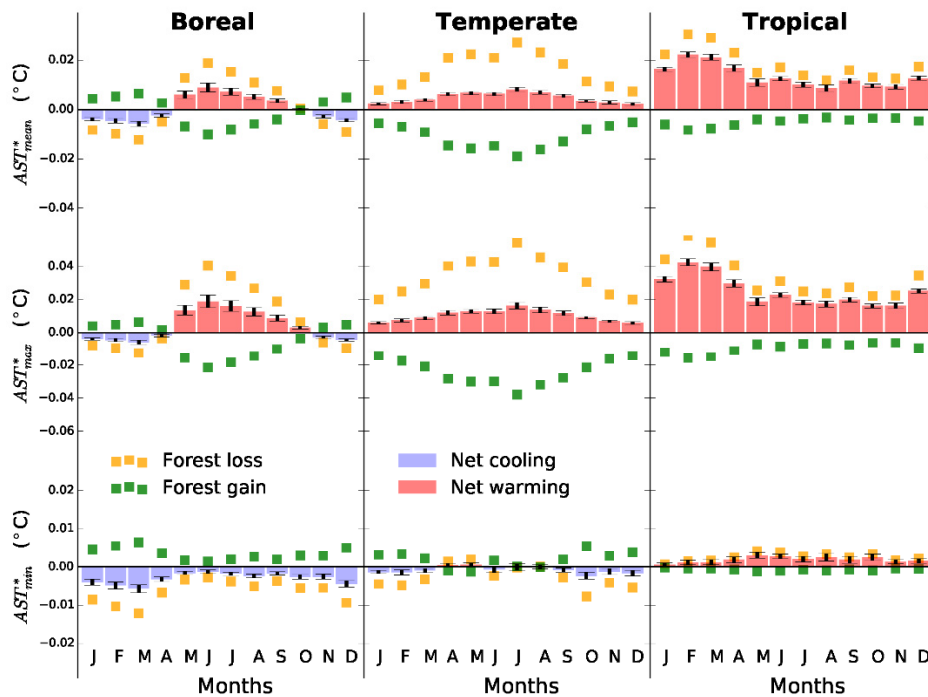 Boreal Temperate Tropical
0.02
0.00
−0.02
−0.04
AST*mean (°C)
0.04
0.02
0.00
−0.02
−0.04
−0.06
AST*max (°C)
Forest loss Net cooling
Forest gain Net warming
0.02
0.01
0.00
−0.01
−0.02
AST*min (°C)
J F M A M J J A S O N D J F M A M J J A S O N D J F M A M J J A S O N D
Months Months Months